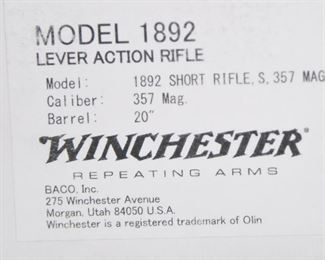 MODEL 1892
LEVER ACTION RIFLE
Model: 1892 SHORT RIFLE, S, 357 MAG
Caliber: 357 Mag.
Barrel: 20"
WINCHESTER®
REPEATING ARMS
BACO, Inc.
275 Winchester Avenue
Morgan, Utah 84050 U.S.A.
Winchester is a registered trademark of Olin